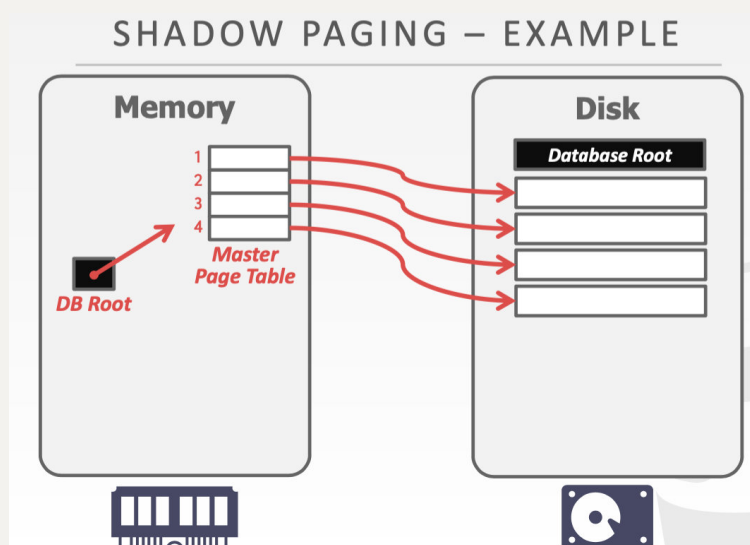 SHADOW PAGING – EXAMPLE
Memory
1
2
3
4
Master
Page Table
DB Root
Disk
Database Root